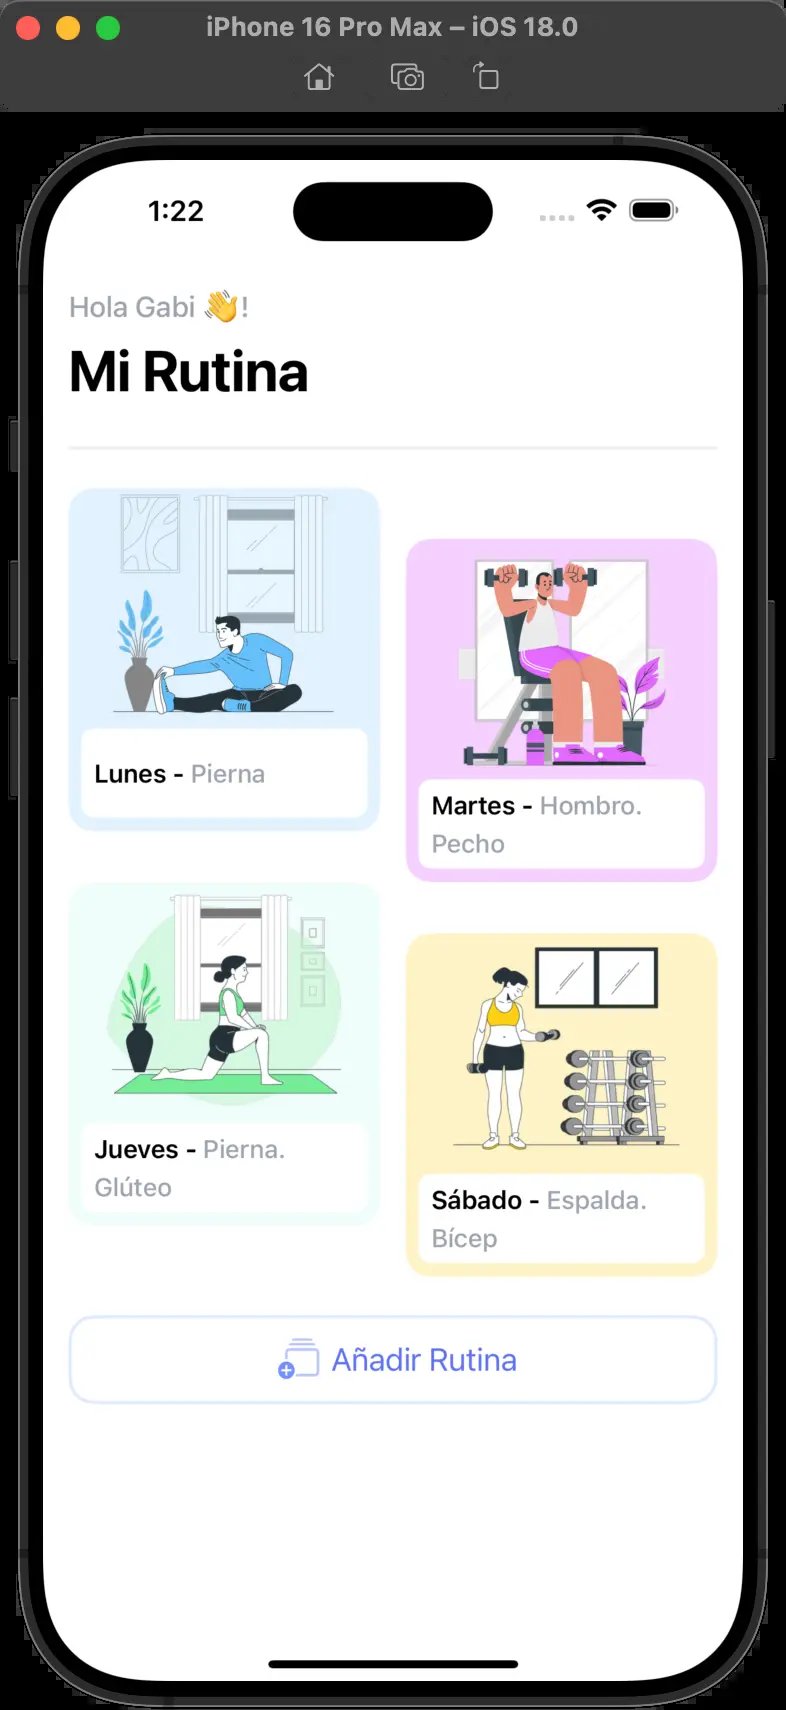 iPhone 16 Pro Max – iOS 18.0
1:22
Hola Gabi 👋!
Mi Rutina
Lunes - Pierna
Martes - Hombro.
Pecho
Jueves - Pierna.
Glúteo
Sábado - Espalda.
Bícep
Añadir Rutina